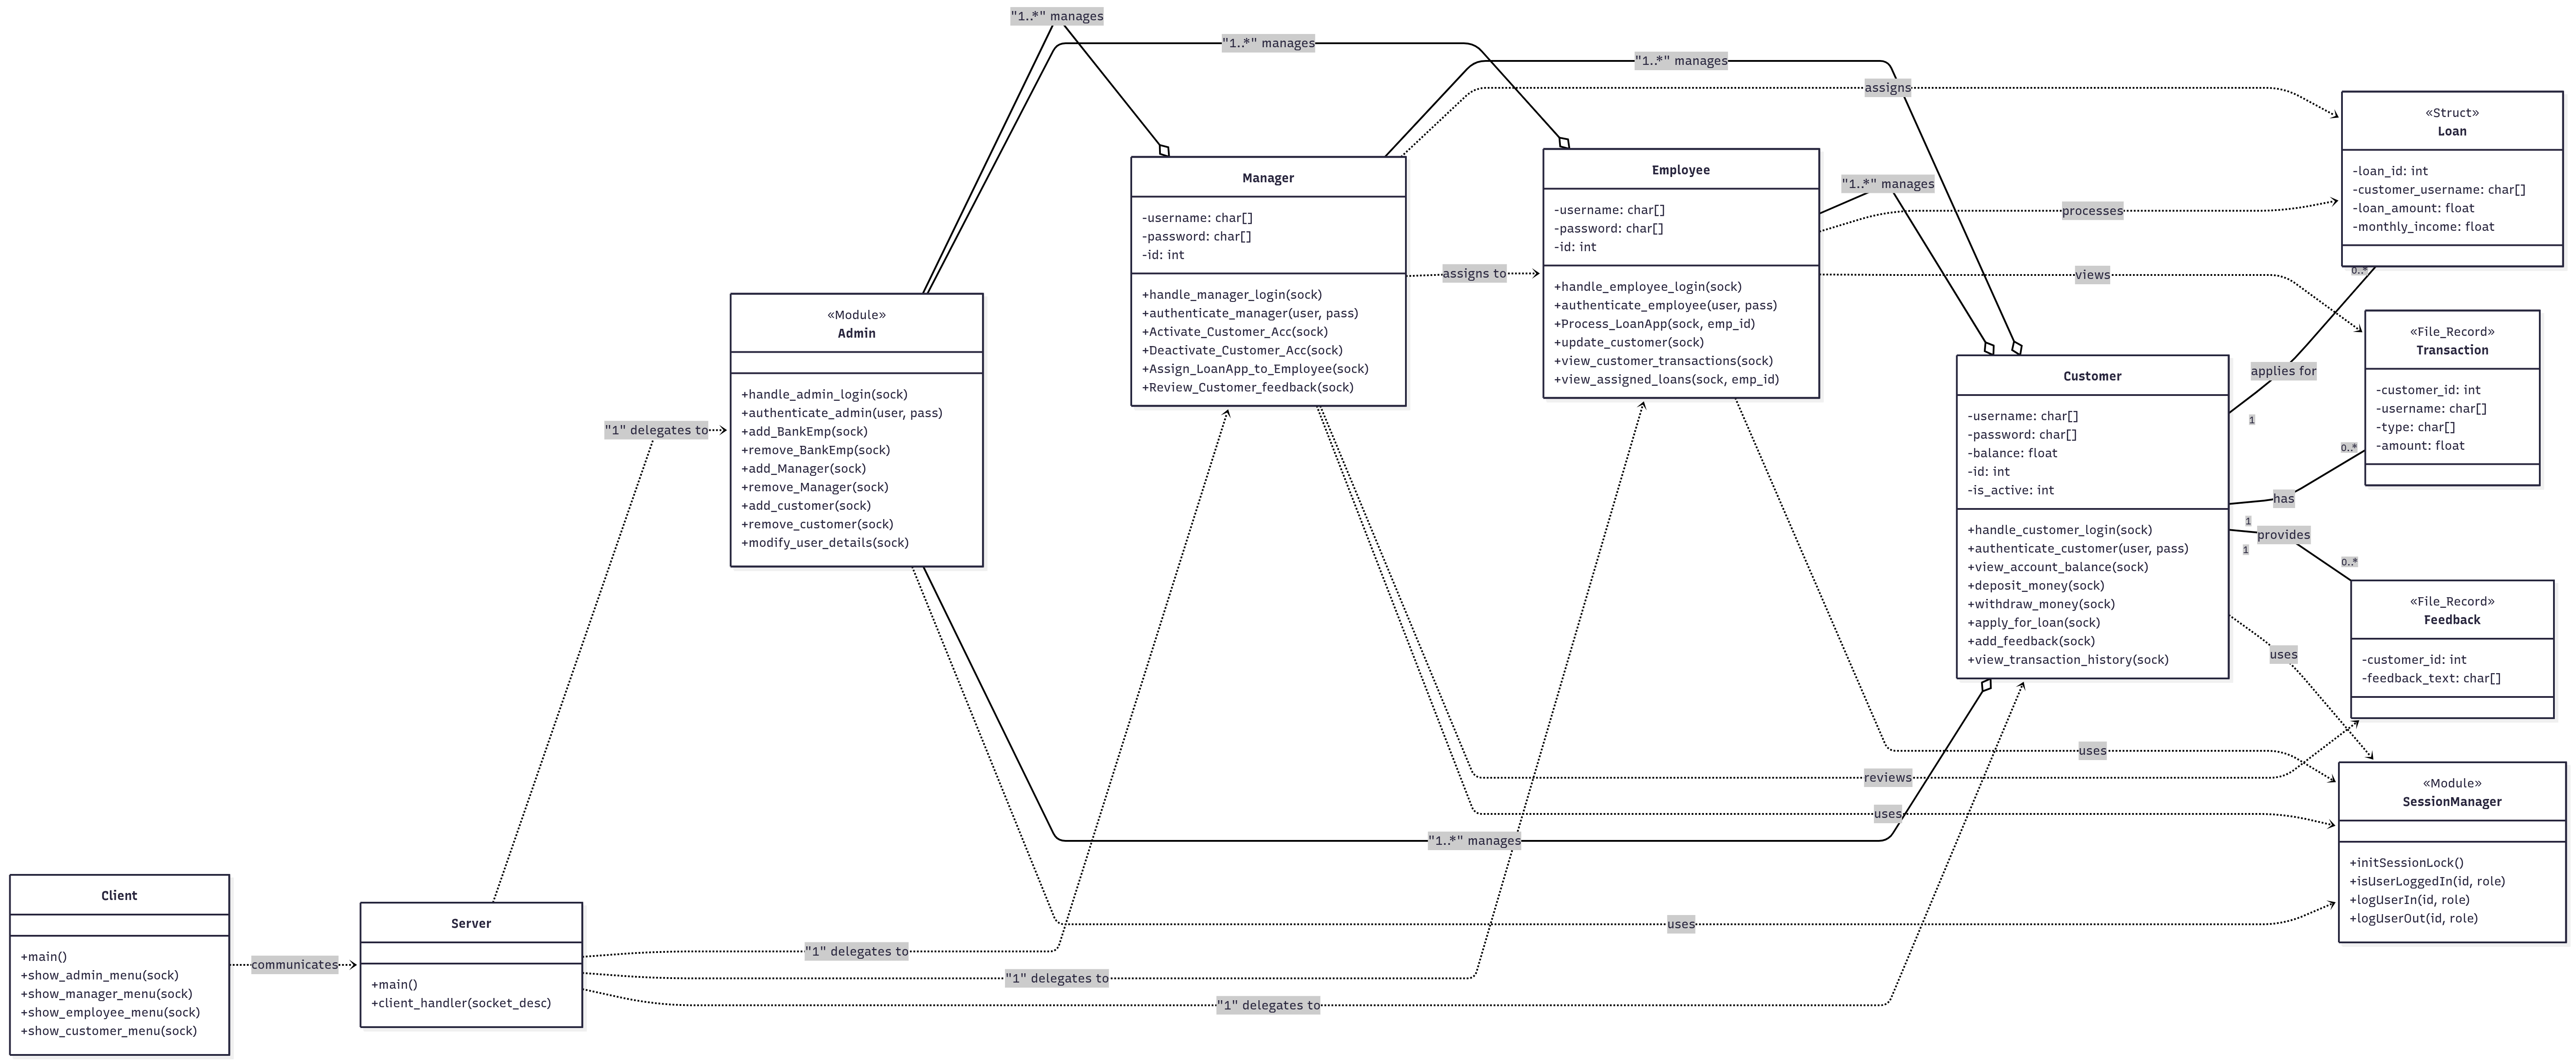 "1..*" manages
"1..*" manages
"1..*" manages
assigns
"1..*" manages
processes
assigns to
views
«Struct»
Loan
-loan_id: int
-customer_username: char[]
-loan_amount: float
-monthly_income: float
0..*
Manager
-username: char[]
-password: char[]
-id: int
+handle_manager_login(sock)
+authenticate_manager(user, pass)
+Activate_Customer_Acc(sock)
+Deactivate_Customer_Acc(sock)
+Assign_LoanApp_to_Employee(sock)
+Review_Customer_feedback(sock)
Employee
-username: char[]
-password: char[]
-id: int
+handle_employee_login(sock)
+authenticate_employee(user, pass)
+Process_LoanApp(sock, emp_id)
+update_customer(sock)
+view_customer_transactions(sock)
+view_assigned_loans(sock, emp_id)
«Module»
Admin
+handle_admin_login(sock)
+authenticate_admin(user, pass)
+add_BankEmp(sock)
+remove_BankEmp(sock)
+add_Manager(sock)
+remove_Manager(sock)
+add_customer(sock)
+remove_customer(sock)
+modify_user_details(sock)
"1" delegates to
Customer
-username: char[]
-password: char[]
-balance: float
-id: int
-is_active: int
+handle_customer_login(sock)
+authenticate_customer(user, pass)
+view_account_balance(sock)
+deposit_money(sock)
+withdraw_money(sock)
+apply_for_loan(sock)
+add_feedback(sock)
+view_transaction_history(sock)
applies for
1
0..*
has
1
provides
1
0..*
uses
«File_Record»
Transaction
-customer_id: int
-username: char[]
-type: char[]
-amount: float
«File_Record»
Feedback
-customer_id: int
-feedback_text: char[]
uses
reviews
uses
"1..*" manages
uses
«Module»
SessionManager
+initSessionLock()
+isUserLoggedIn(id, role)
+logUserIn(id, role)
+logUserOut(id, role)
Client
+main()
+show_admin_menu(sock)
+show_manager_menu(sock)
+show_employee_menu(sock)
+show_customer_menu(sock)
communicates
Server
+main()
+client_handler(socket_desc)
"1" delegates to
"1" delegates to
"1" delegates to